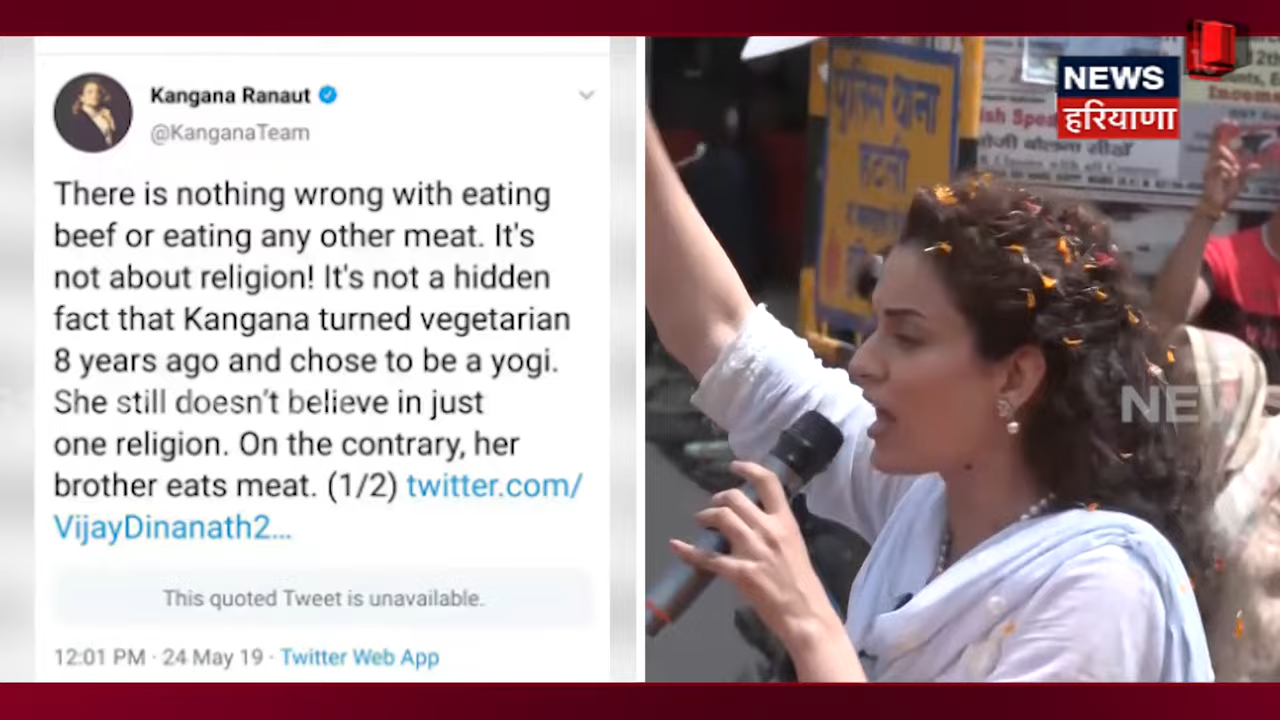 Kangana Ranaut
@KanganaTeam
There is nothing wrong with eating
beef or eating any other meat. It's
not about religion! It's not a hidden
fact that Kangana turned vegetarian
8 years ago and chose to be a yogi.
She still doesn't believe in just
one religion. On the contrary, her
brother eats meat. (1/2) twitter.com/
VijayDinanath2...
This quoted Tweet is unavailable.
12:01 PM · 24 May 19 · Twitter Web App
NEWS
हरियाणा
पुलिस थाना
हटली
NEWS